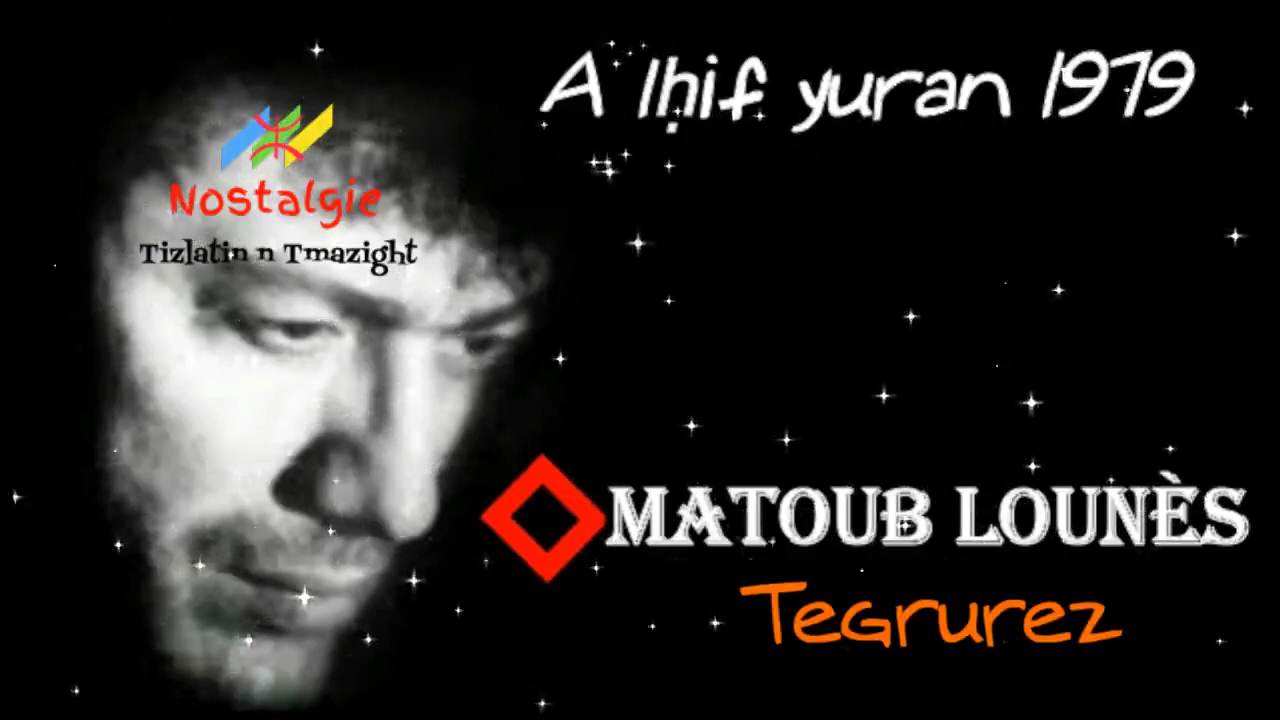 A lḥif yuran 1979
Nostalgie
Tizlatin n Tmazight
MATOUB LOUNÈS
Tegrurez